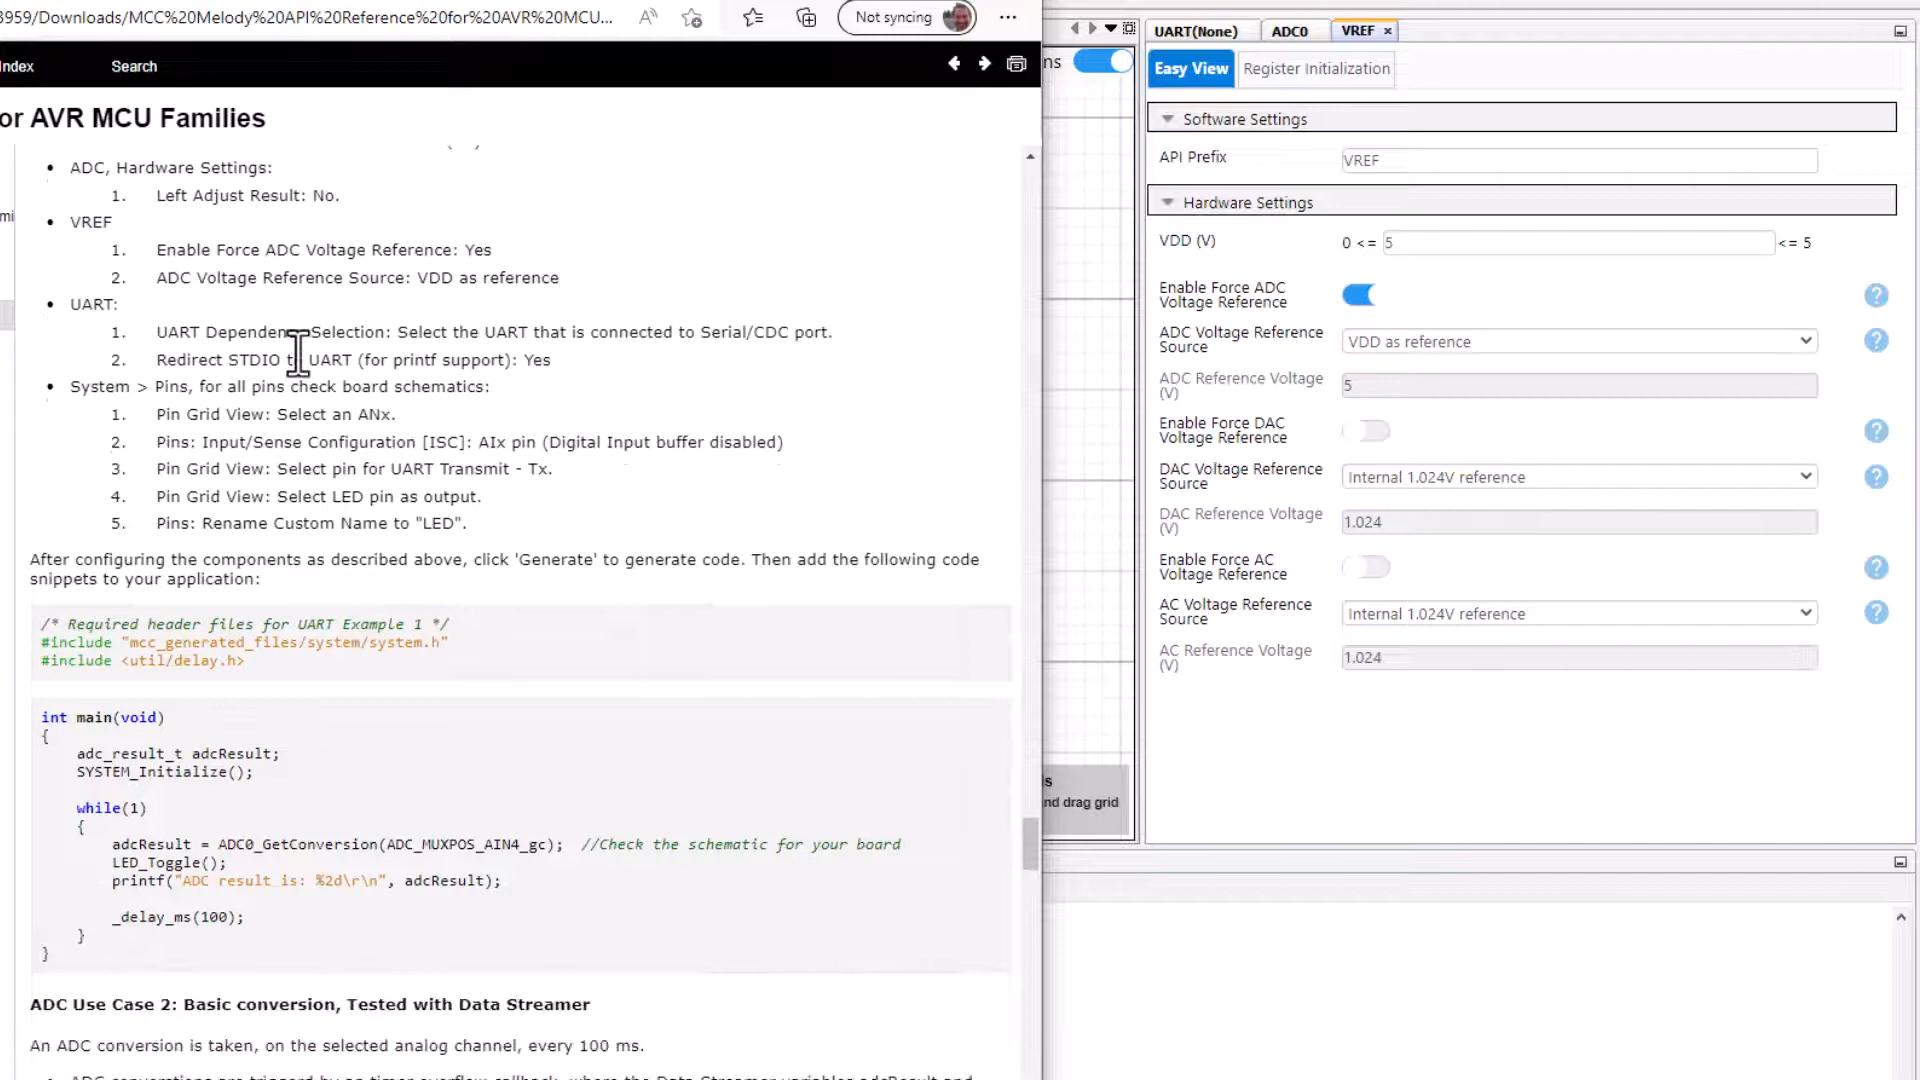 3959/Downloads/MCC%20Melody%20API%20Reference%20for%20AVR%20MCU...
Not syncing
Index
Search
or AVR MCU Families
• ADC, Hardware Settings:
1. Left Adjust Result: No.
• VREF
1. Enable Force ADC Voltage Reference: Yes
2. ADC Voltage Reference Source: VDD as reference
• UART:
1. UART Dependen Selection: Select the UART that is connected to Serial/CDC port.
2. Redirect STDIO t UART (for printf support): Yes
• System > Pins, for all pins check board schematics:
1. Pin Grid View: Select an ANx.
2. Pins: Input/Sense Configuration [ISC]: AIx pin (Digital Input buffer disabled)
3. Pin Grid View: Select pin for UART Transmit - Tx.
4. Pin Grid View: Select LED pin as output.
5. Pins: Rename Custom Name to "LED".
After configuring the components as described above, click 'Generate' to generate code. Then add the following code
snippets to your application:
/* Required header files for UART Example 1 */
#include "mcc_generated_files/system/system.h"
#include <util/delay.h>
int main(void)
{
adc_result_t adcResult;
SYSTEM_Initialize();
while(1)
{
adcResult = ADC0_GetConversion(ADC_MUXPOS_AIN4_gc); //Check the schematic for your board
LED_Toggle();
printf("ADC result is: %2d\r\n", adcResult);
_delay_ms(100);
}
}
ADC Use Case 2: Basic conversion, Tested with Data Streamer
An ADC conversion is taken, on the selected analog channel, every 100 ms.
mi
ns
s
nd drag grid
UART(None)
ADC0
VREF ×
Easy View
Register Initialization
Software Settings
API Prefix VREF
Hardware Settings
VDD (V) 0 <= 5 <= 5
Enable Force ADC
Voltage Reference
ADC Voltage Reference
Source
VDD as reference
ADC Reference Voltage
(V)
5
Enable Force DAC
Voltage Reference
DAC Voltage Reference
Source
Internal 1.024V reference
DAC Reference Voltage
(V)
1.024
Enable Force AC
Voltage Reference
AC Voltage Reference
Source
Internal 1.024V reference
AC Reference Voltage
(V)
1.024